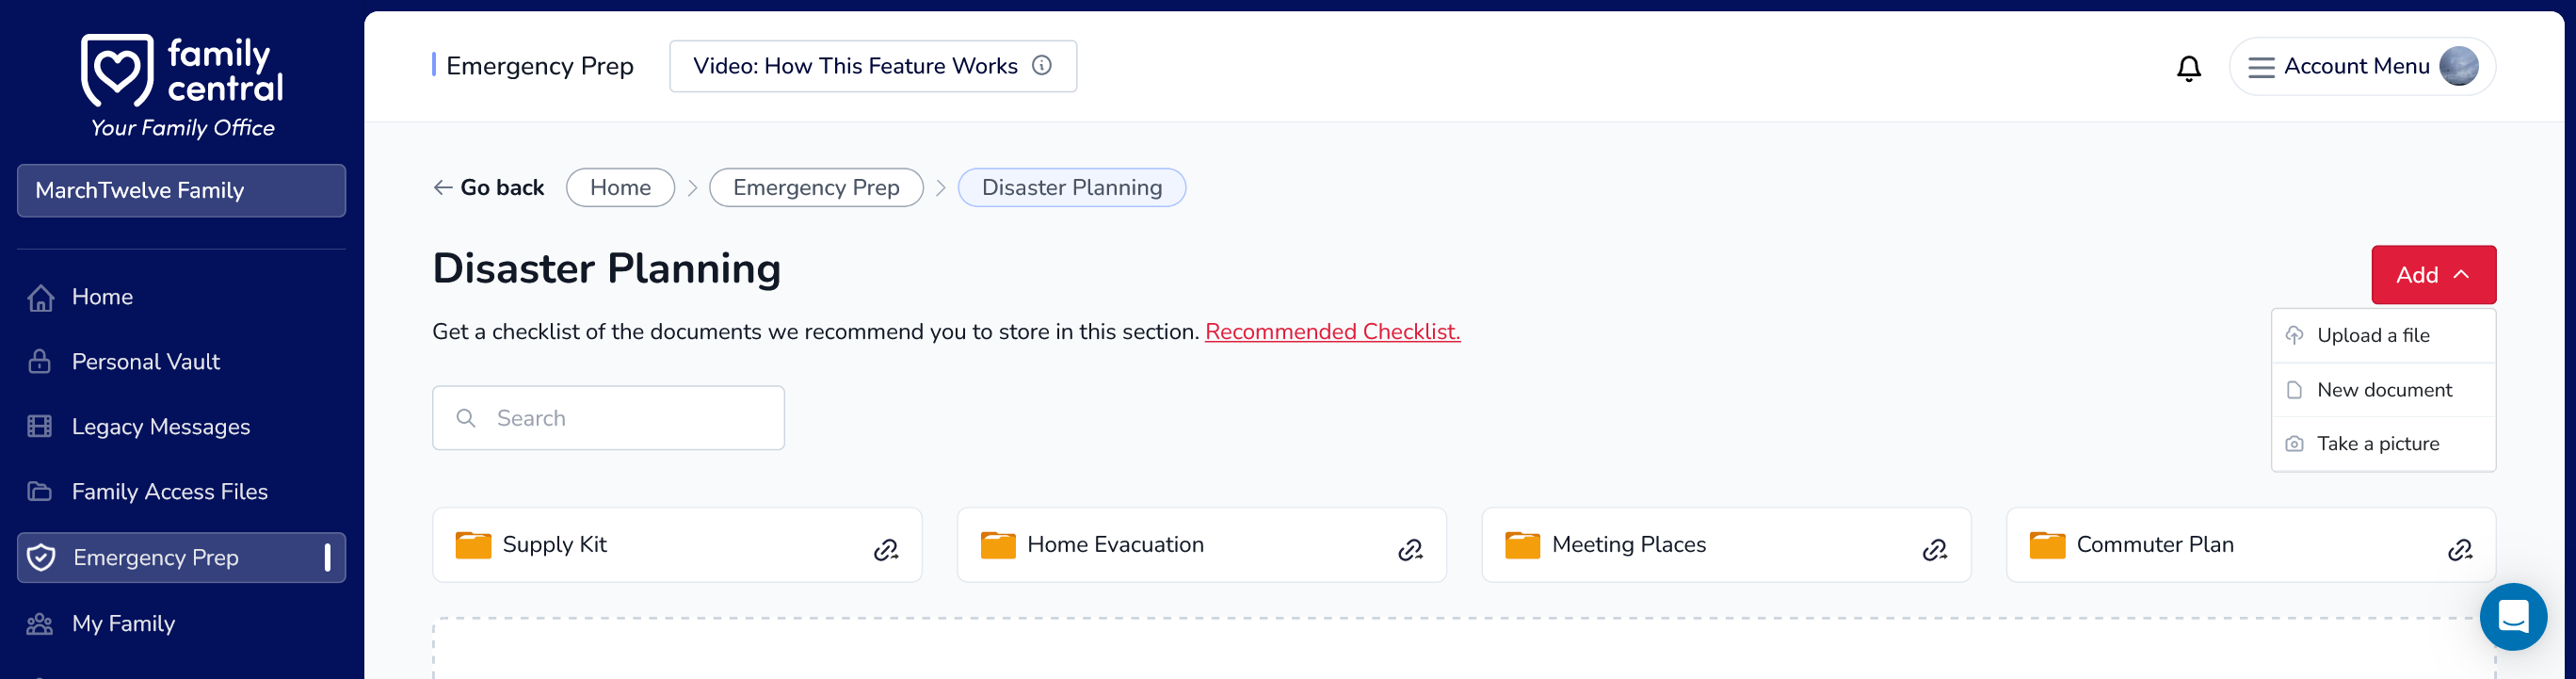 family
central
Your Family Office
MarchTwelve Family
Home
Personal Vault
Legacy Messages
Family Access Files
Emergency Prep
My Family
Emergency Prep
Video: How This Feature Works
Account Menu
Go back
Home
Emergency Prep
Disaster Planning
Disaster Planning
Add
Get a checklist of the documents we recommend you to store in this section. Recommended Checklist.
Upload a file
New document
Take a picture
Search
Supply Kit
Home Evacuation
Meeting Places
Commuter Plan